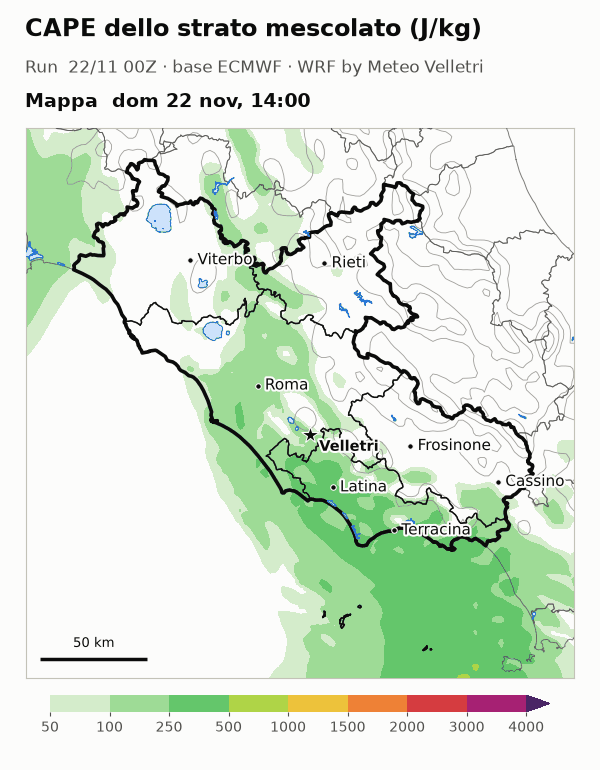 CAPE dello strato mescolato (J/kg)
Run  22/11 00Z · base ECMWF · WRF by Meteo Velletri
Mappa  dom 22 nov, 14:00
Viterbo
Rieti
Roma
Velletri
Frosinone
Cassino
Latina
Terracina
50 km
50 100 250 500 1000 1500 2000 3000 4000